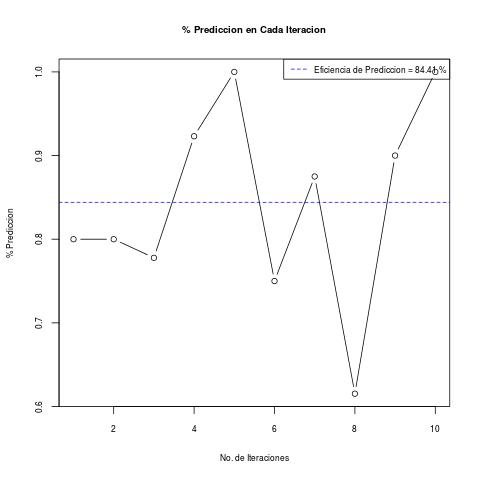 % Prediccion en Cada Iteracion
Eficiencia de Prediccion = 84.41 %
1.0
0.9
0.8
0.7
0.6
% Prediccion
2 4 6 8 10
No. de Iteraciones